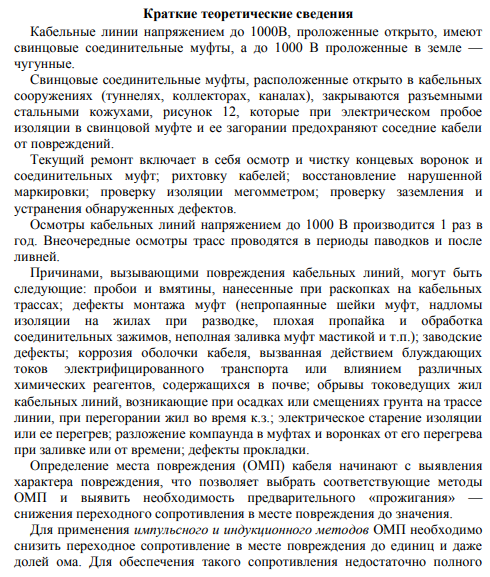 Краткие теоретические сведения
Кабельные линии напряжением до 1000В, проложенные открыто, имеют
свинцовые соединительные муфты, а до 1000 В проложенные в земле —
чугунные.
Свинцовые соединительные муфты, расположенные открыто в кабельных
сооружениях (туннелях, коллекторах, каналах), закрываются разъемными
стальными кожухами, рисунок 12, которые при электрическом пробое
изоляции в свинцовой муфте и ее загорании предохраняют соседние кабели
от повреждений.
Текущий ремонт включает в себя осмотр и чистку концевых воронок и
соединительных муфт; рихтовку кабелей; восстановление нарушенной
маркировки; проверку изоляции мегомметром; проверку заземления и
устранения обнаруженных дефектов.
Осмотры кабельных линий напряжением до 1000 В производится 1 раз в
год. Внеочередные осмотры трасс проводятся в периоды паводков и после
ливней.
Причинами, вызывающими повреждения кабельных линий, могут быть
следующие: пробои и вмятины, нанесенные при раскопках на кабельных
трассах; дефекты монтажа муфт (непропаянные шейки муфт, надломы
изоляции на жилах при разводке, плохая пропайка и обработка
соединительных зажимов, неполная заливка муфт мастикой и т.п.); заводские
дефекты; коррозия оболочки кабеля, вызванная действием блуждающих
токов электрифицированного транспорта или влиянием различных
химических реагентов, содержащихся в почве; обрывы токоведущих жил
кабельных линий, возникающие при осадках или смещениях грунта на трассе
линии, при перегорании жил во время к.з.; электрическое старение изоляции
или ее перегрев; разложение компаунда в муфтах и воронках от его перегрева
при заливке или от времени; дефекты прокладки.
Определение места повреждения (ОМП) кабеля начинают с выявления
характера повреждения, что позволяет выбрать соответствующие методы
ОМП и выявить необходимость предварительного «прожигания» —
снижения переходного сопротивления в месте повреждения до значения.
Для применения импульсного и индукционного методов ОМП необходимо
снизить переходное сопротивление в месте повреждения до единиц и даже
долей ома. Для обеспечения такого сопротивления недостаточно полного